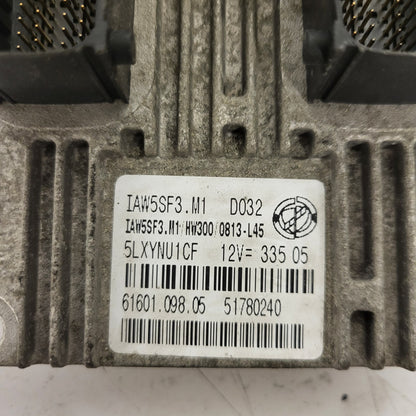 IAW5SF3.M1 D032
IAW5SF3.M1/HW300/0813-L45
5LXYNU1CF 12V= 335 05
61601.098.05 51780240